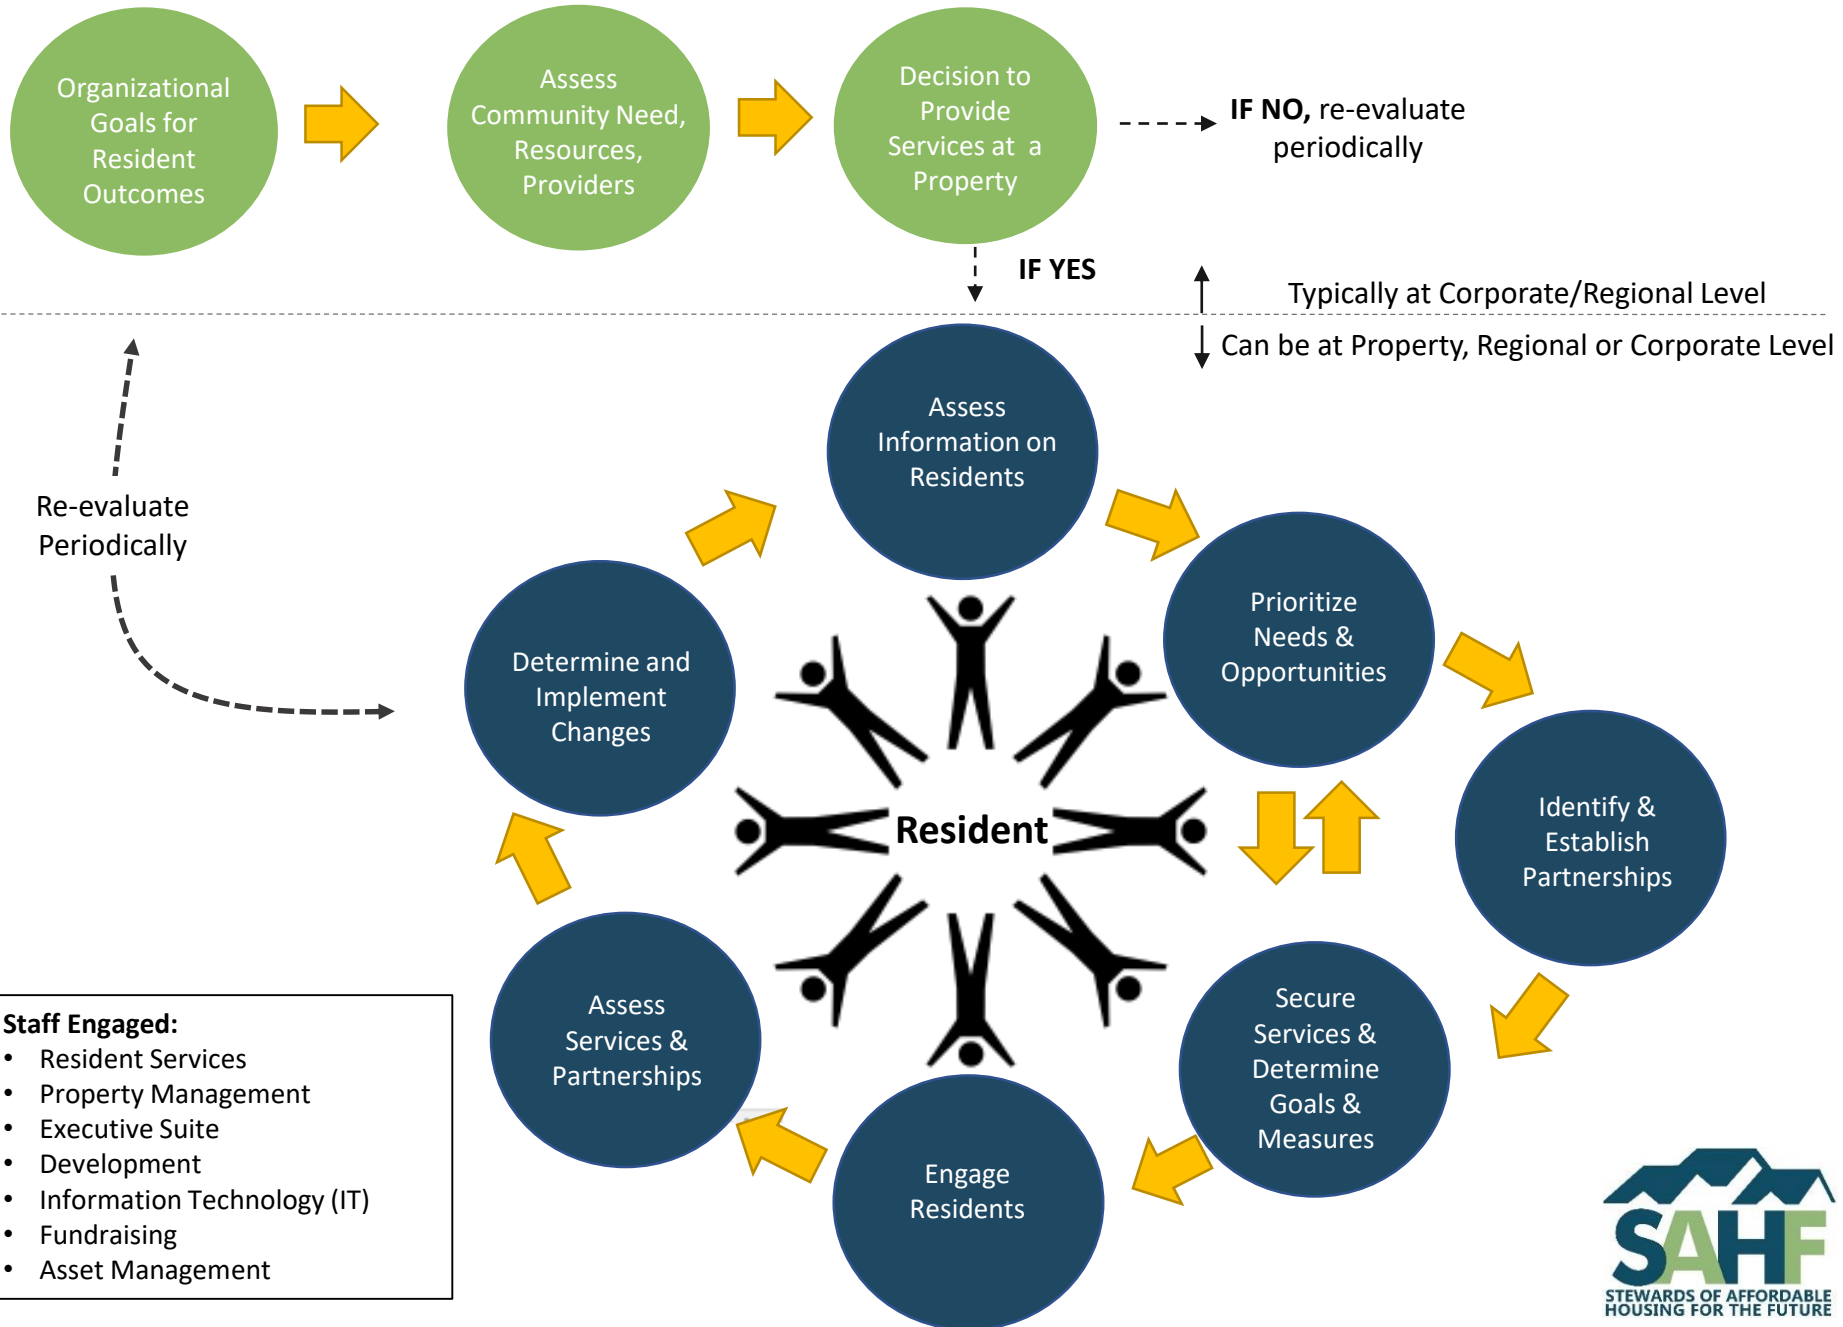 Organizational
Goals for
Resident
Outcomes
Assess
Community Need,
Resources,
Providers
Decision to
Provide
Services at a
Property
IF NO, re-evaluate
periodically
IF YES
Typically at Corporate/Regional Level
Can be at Property, Regional or Corporate Level
Re-evaluate
Periodically
Assess
Information on
Residents
Prioritize
Needs &
Opportunities
Identify &
Establish
Partnerships
Secure
Services &
Determine
Goals &
Measures
Engage
Residents
Assess
Services &
Partnerships
Determine and
Implement
Changes
Resident
Staff Engaged:
• Resident Services
• Property Management
• Executive Suite
• Development
• Information Technology (IT)
• Fundraising
• Asset Management
SAHF
STEWARDS OF AFFORDABLE
HOUSING FOR THE FUTURE